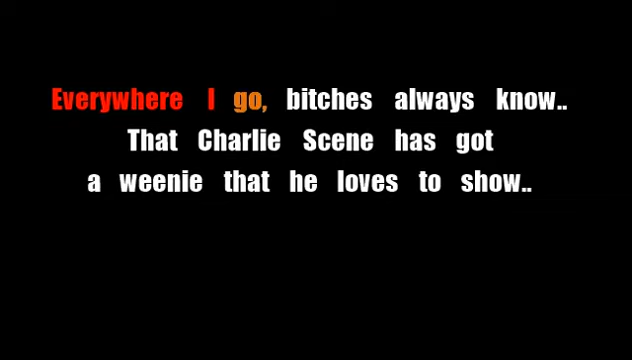 Everywhere I go, bitches always know..
That Charlie Scene has got
a weenie that he loves to show..